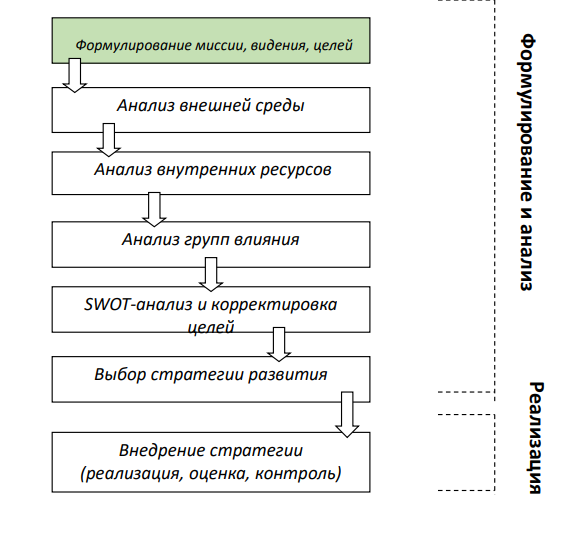 Формулирование миссии, видения, целей
Анализ внешней среды
Анализ внутренних ресурсов
Анализ групп влияния
SWOT-анализ и корректировка
целей
Выбор стратегии развития
Внедрение стратегии
(реализация, оценка, контроль)
Формулирование и анализ
Реализация